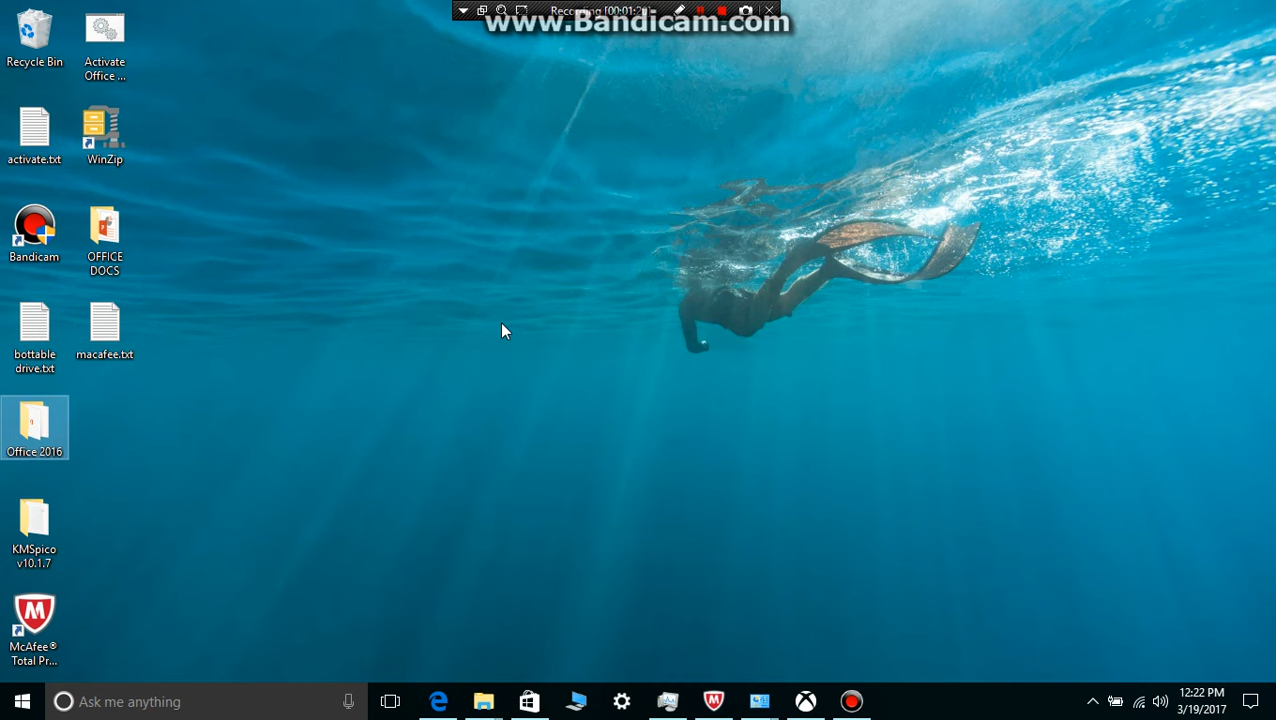 www.Bandicam.com
Recycle Bin
Activate
Office ...
activate.txt
WinZip
Bandicam
OFFICE
DOCS
bottable
drive.txt
macafee.txt
Office 2016
KMSpico
v10.1.7
McAfee®
Total Pr...
Ask me anything
12:22 PM
3/19/2017